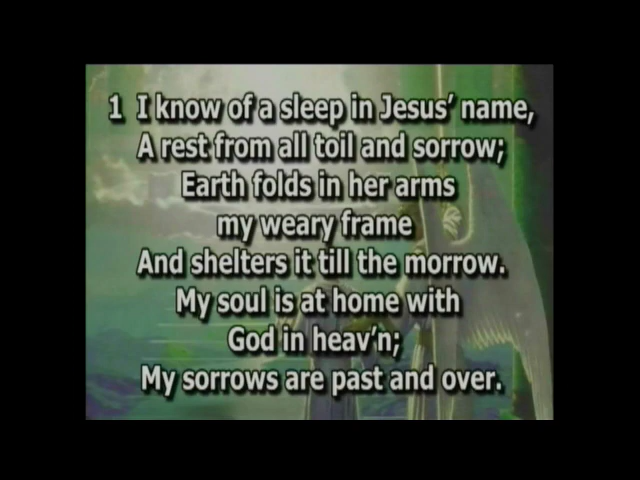 1 I know of a sleep in Jesus' name,
A rest from all toil and sorrow;
Earth folds in her arms
my weary frame
And shelters it till the morrow.
My soul is at home with
God in heav'n;
My sorrows are past and over.